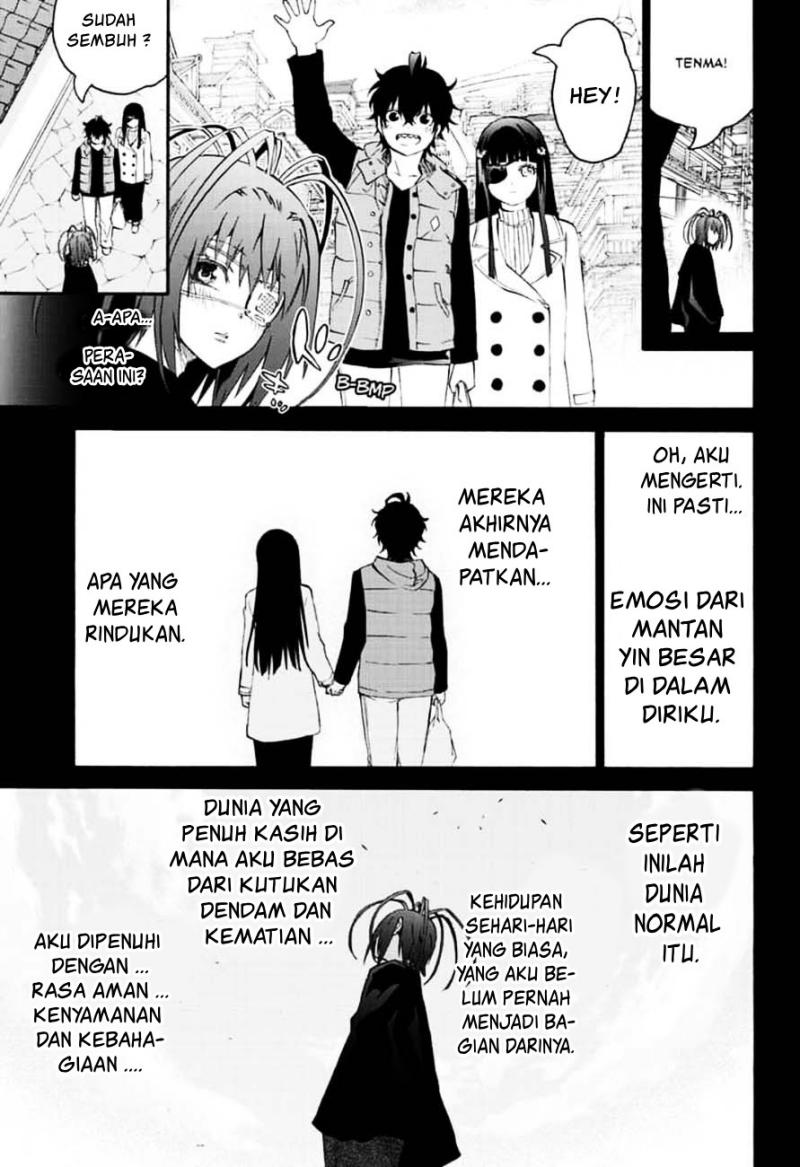 TENMA!
HEY!
SUDAH
SEMBUH ?
A-APA...
PERA-
SAAN INI?
B-BMP
OH, AKU
MENGERTI.
INI PASTI...
EMOSI DARI
MANTAN
YIN BESAR
DI DALAM
DIRIKU.
MEREKA
AKHIRNYA
MENDA-
PATKAN...
APA YANG
MEREKA
RINDUKAN.
SEPERTI
INILAH
DUNIA
NORMAL
ITU.
KEHIDUPAN
SEHARI-HARI
YANG BIASA,
YANG AKU BE-
LUM PERNAH
MENJADI BA-
GIAN DARINYA.
DUNIA YANG
PENUH KASIH DI
MANA AKU BEBAS
DARI KUTUKAN
DENDAM DAN
KEMATIAN ...
AKU DIPENUHI
DENGAN ...
RASA AMAN ...
KENYAMANAN
DAN KEBAHA-
GIAAN ....